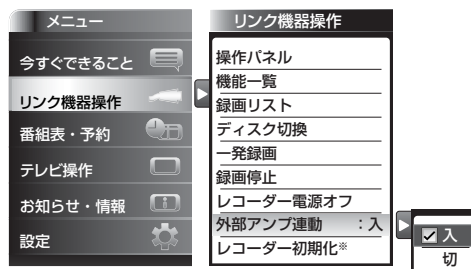 メニュー
今すぐできること
リンク機器操作
番組表・予約
テレビ操作
お知らせ・情報
設定
リンク機器操作
操作パネル
機能一覧
録画リスト
ディスク切換
一発録画
録画停止
レコーダー電源オフ
外部アンプ連動 ：入
レコーダー初期化※
入
切